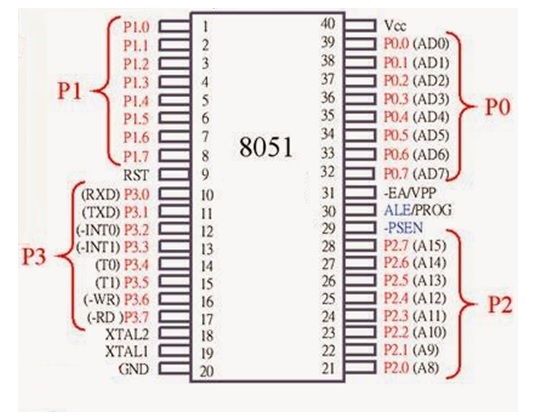 P1.0 1 40 Vcc
P1.1 2 39 P0.0 (AD0)
P1.2 3 38 P0.1 (AD1)
P1.3 4 37 P0.2 (AD2)
P1.4 5 36 P0.3 (AD3)
P1.5 6 35 P0.4 (AD4)
P1.6 7 34 P0.5 (AD5)
P1.7 8 33 P0.6 (AD6)
RST 9 32 P0.7 (AD7)
(RXD) P3.0 10 31 -EA/VPP
(TXD) P3.1 11 30 ALE/PROG
(-INT0) P3.2 12 29 -PSEN
(-INT1) P3.3 13 28 P2.7 (A15)
(T0) P3.4 14 27 P2.6 (A14)
(T1) P3.5 15 26 P2.5 (A13)
(-WR) P3.6 16 25 P2.4 (A12)
(-RD ) P3.7 17 24 P2.3 (A11)
XTAL2 18 23 P2.2 (A10)
XTAL1 19 22 P2.1 (A9)
GND 20 21 P2.0 (A8)
P1
P3
8051
P0
P2